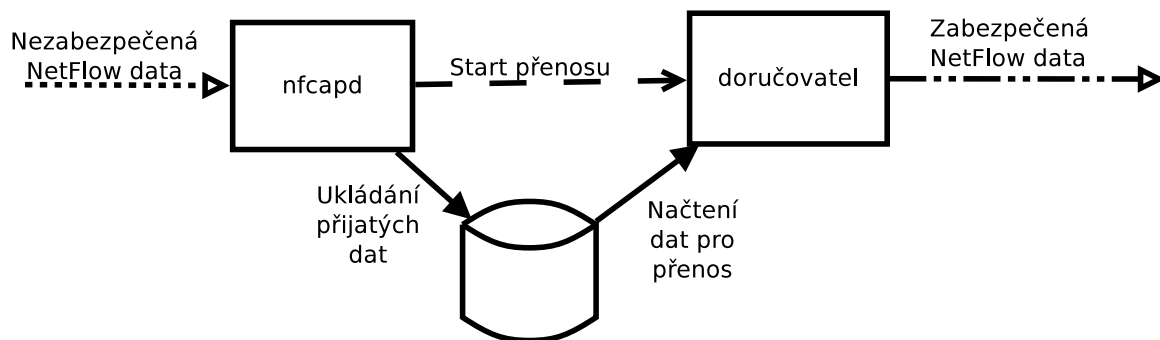 Nezabezpečená
NetFlow data
nfcapd
Start přenosu
doručovatel
Zabezpečená
NetFlow data
Ukládání
přijatých
dat
Načtení
dat pro
přenos